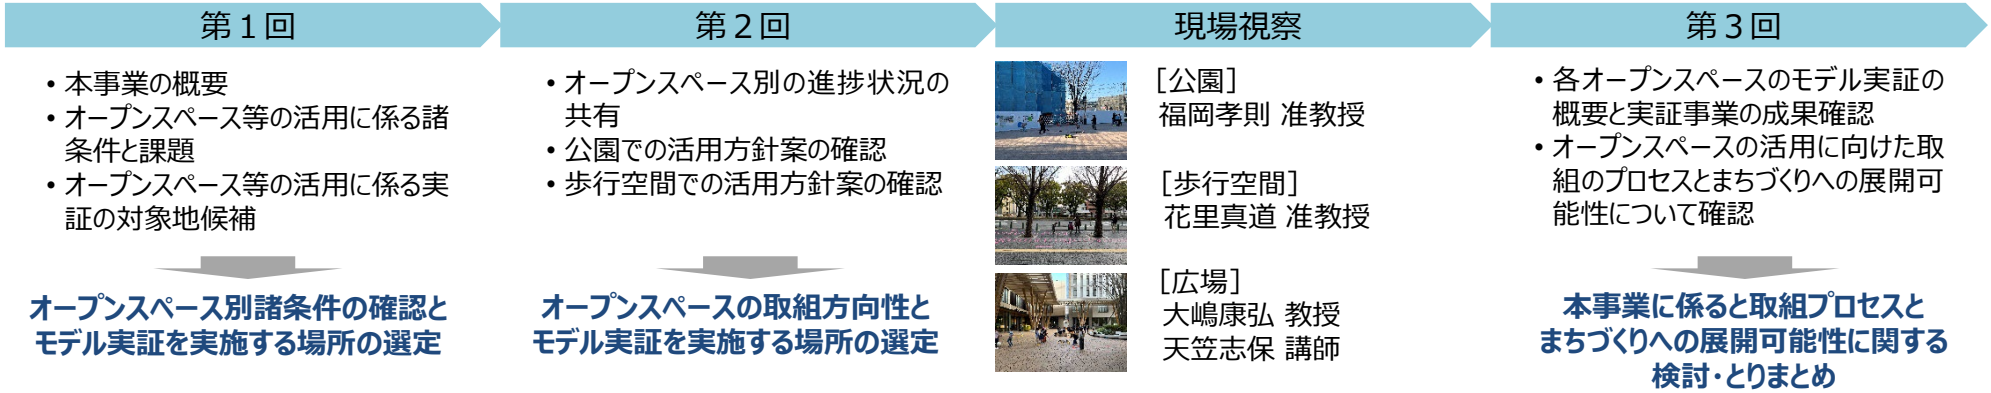 第１回
・本事業の概要
・オープンスペース等の活用に係る諸
条件と課題
・オープンスペース等の活用に係る実
証の対象地候補
オープンスペース別諸条件の確認と
モデル実証を実施する場所の選定
第２回
・オープンスペース別の進捗状況の
共有
・公園での活用方針案の確認
・歩行空間での活用方針案の確認
オープンスペースの取組方向性と
モデル実証を実施する場所の選定
現場視察
［公園］
福岡孝則 准教授
［歩行空間］
花里真道 准教授
［広場］
大嶋康弘 教授
天笠志保 講師
第３回
・各オープンスペースのモデル実証の
概要と実証事業の成果確認
・オープンスペースの活用に向けた取
組のプロセスとまちづくりへの展開可
能性について確認
本事業に係ると取組プロセスと
まちづくりへの展開可能性に関する
検討・とりまとめ